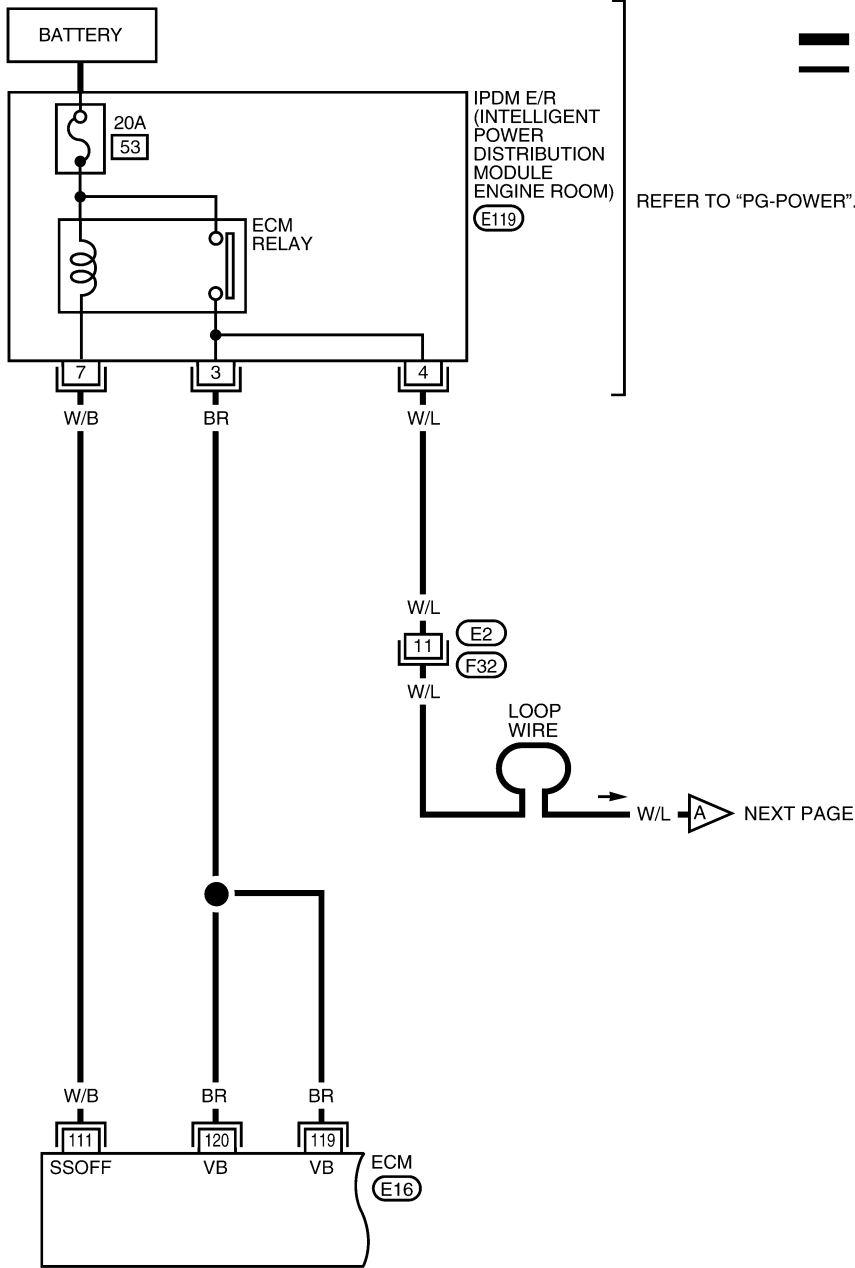 BATTERY
20A
53
IPDM E/R
(INTELLIGENT
POWER
DISTRIBUTION
MODULE
ENGINE ROOM)
E119
REFER TO “PG-POWER”.
ECM
RELAY
7
3
4
W/B
BR
W/L
W/L
11
E2
F32
W/L
LOOP
WIRE
W/L
A
NEXT PAGE
W/B
BR
BR
111
120
119
SSOFF
VB
VB
ECM
E16